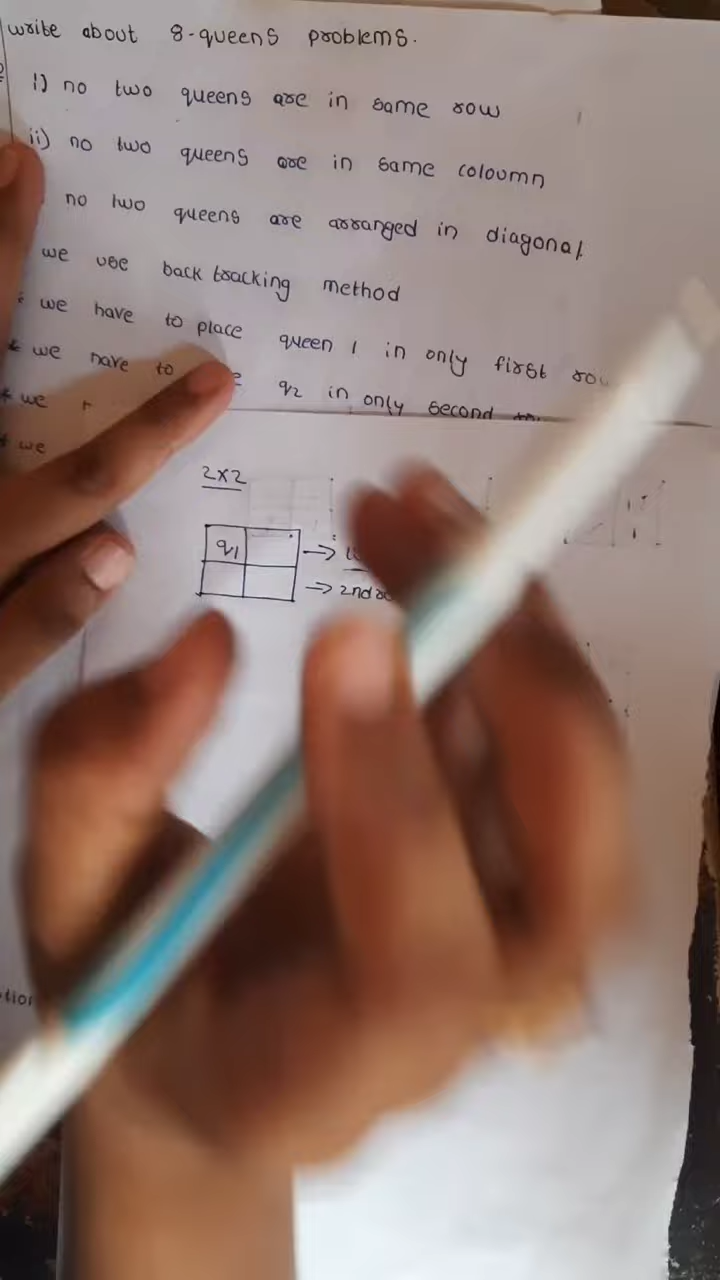 write about 8-queens problems.
i) no two queens are in same row
ii) no two queens are in same coloumn
no two queens are arranged in diagonal.
we use back tracking method
* we have to place queen 1 in only first
* we have to q2 in only second
* we
* we
2x2
q1 →
→ 2nd